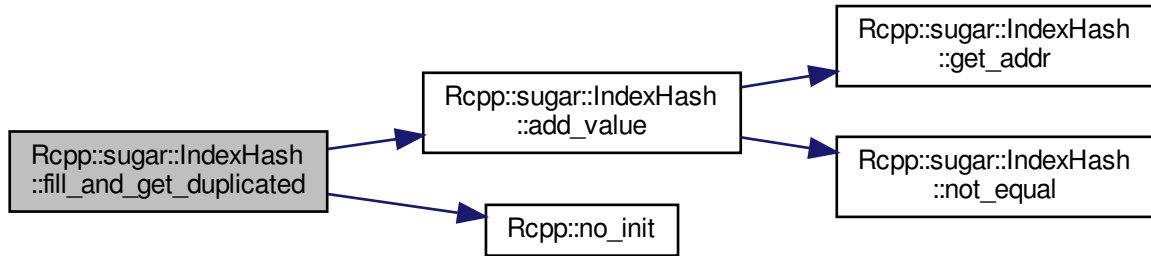 Rcpp::sugar::IndexHash
::fill_and_get_duplicated
Rcpp::sugar::IndexHash
::add_value
Rcpp::no_init
Rcpp::sugar::IndexHash
::get_addr
Rcpp::sugar::IndexHash
::not_equal